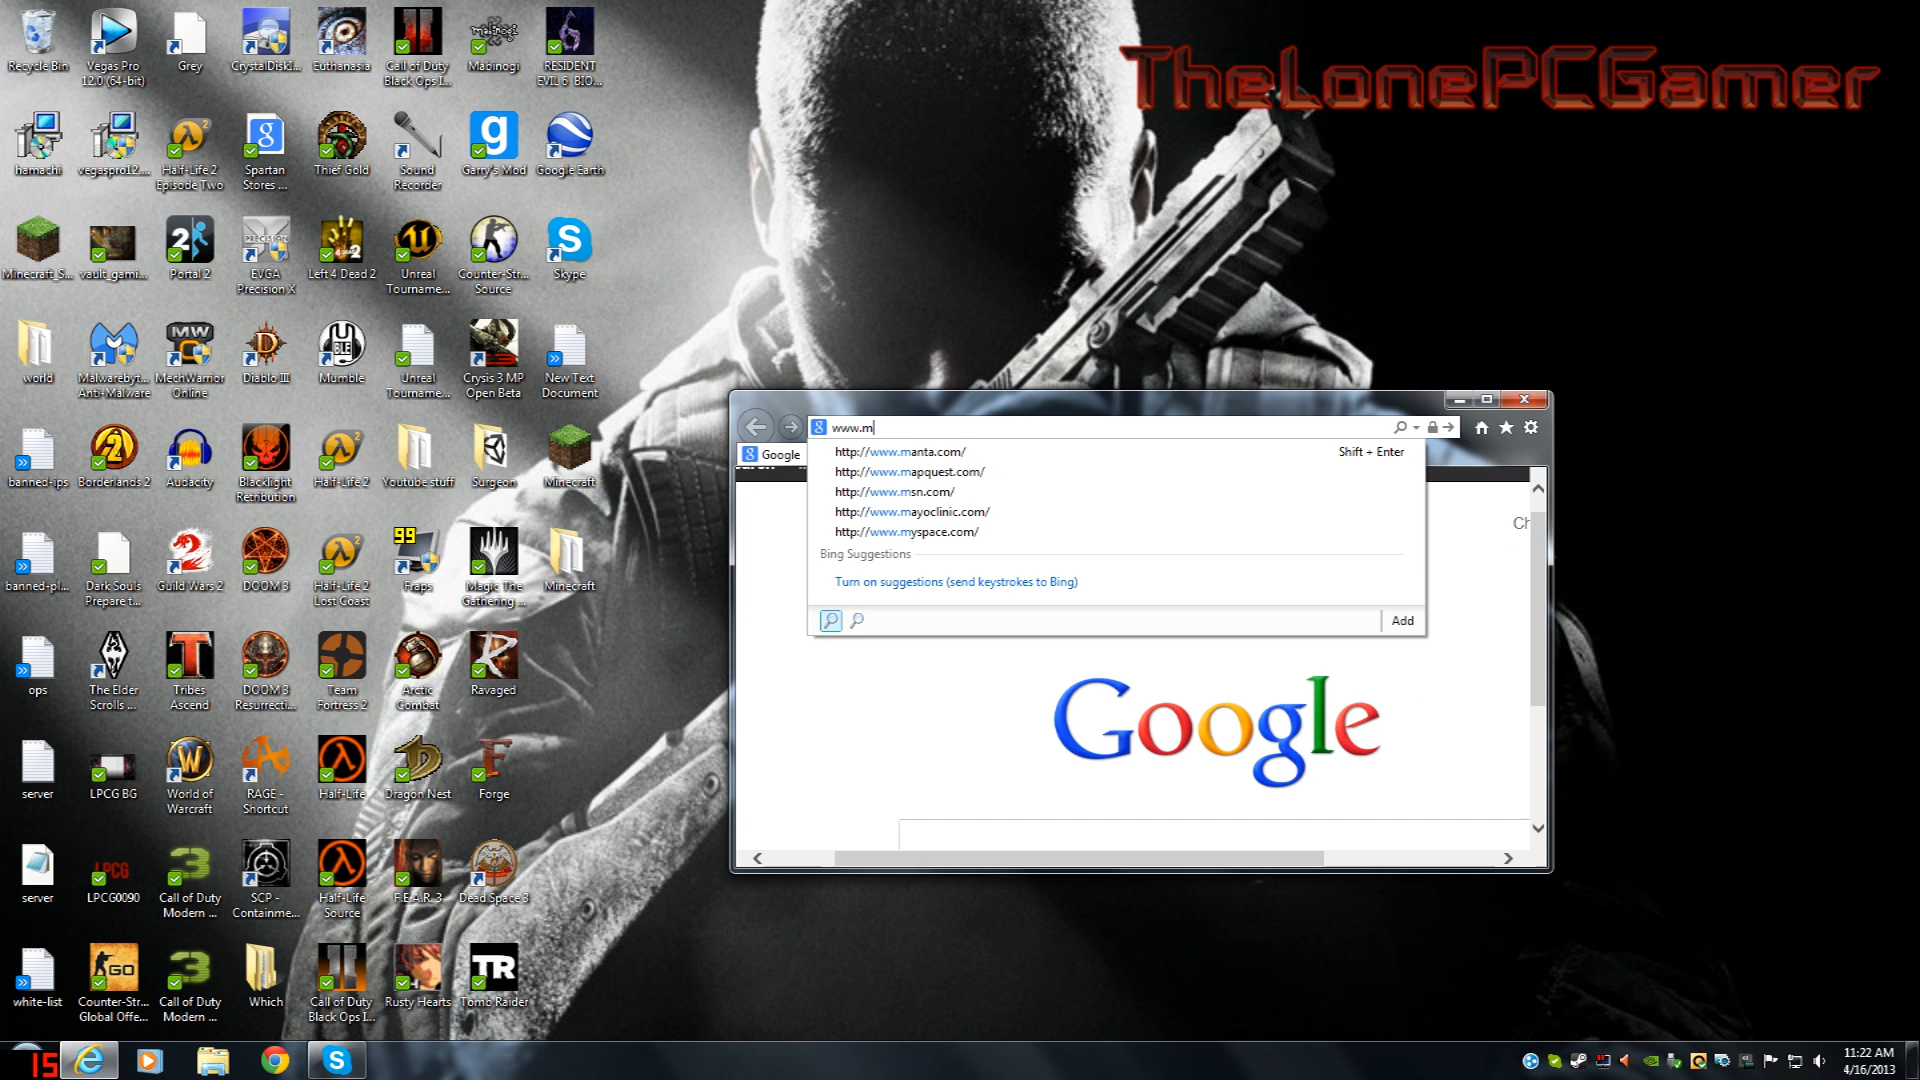 TheLonePCGamer
Recycle Bin
Vegas Pro
12.0 (64-bit)
Grey
CrystalDiskI...
Euthanasia
Call of Duty
Black Ops I...
Mabinogi
RESIDENT
EVIL 6 BIO...
hamachi
vegaspro12....
Half-Life 2
Episode Two
Spartan
Stores ...
Thief Gold
Sound
Recorder
Garry's Mod
Google Earth
Minecraft_S...
vault_gami...
Portal 2
EVGA
Precision X
Left 4 Dead 2
Unreal
Tourname...
Counter-Str...
Source
Skype
world
Malwarebyt...
Anti-Malware
MechWarrior
Online
Diablo III
Mumble
Unreal
Tourname...
Crysis 3 MP
Open Beta
New Text
Document
banned-ips
Borderlands 2
Audacity
Blacklight
Retribution
Half-Life 2
Youtube stuff
Surgeon
Minecraft
banned-pl...
Dark Souls
Prepare t...
Guild Wars 2
DOOM 3
Half-Life 2
Lost Coast
99
Fraps
Magic The
Gathering ...
Minecraft
ops
The Elder
Scrolls ...
Tribes
Ascend
DOOM 3
Resurrecti...
Team
Fortress 2
Arctic
Combat
Ravaged
server
LPCG BG
World of
Warcraft
RAGE -
Shortcut
Half-Life
Dragon Nest
Forge
server
LPCG
LPCG0090
Call of Duty
Modern ...
SCP -
Containme...
Half-Life
Source
F.E.A.R. 3
Dead Space 3
white-list
GO
Counter-Str...
Global Offe...
Call of Duty
Modern ...
Which
Call of Duty
Black Ops I...
Rusty Hearts
TR
Tomb Raider
www.m
Google
http://www.manta.com/
Shift + Enter
http://www.mapquest.com/
http://www.msn.com/
http://www.mayoclinic.com/
http://www.myspace.com/
Bing Suggestions
Turn on suggestions (send keystrokes to Bing)
Add
Ch
Google
15
11:22 AM
4/16/2013